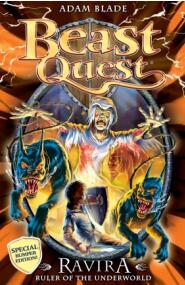 ADAM BLADE
Beast
Quest
SPECIAL
BUMPER
EDITION!
RAVIRA
RULER OF THE UNDERWORLD